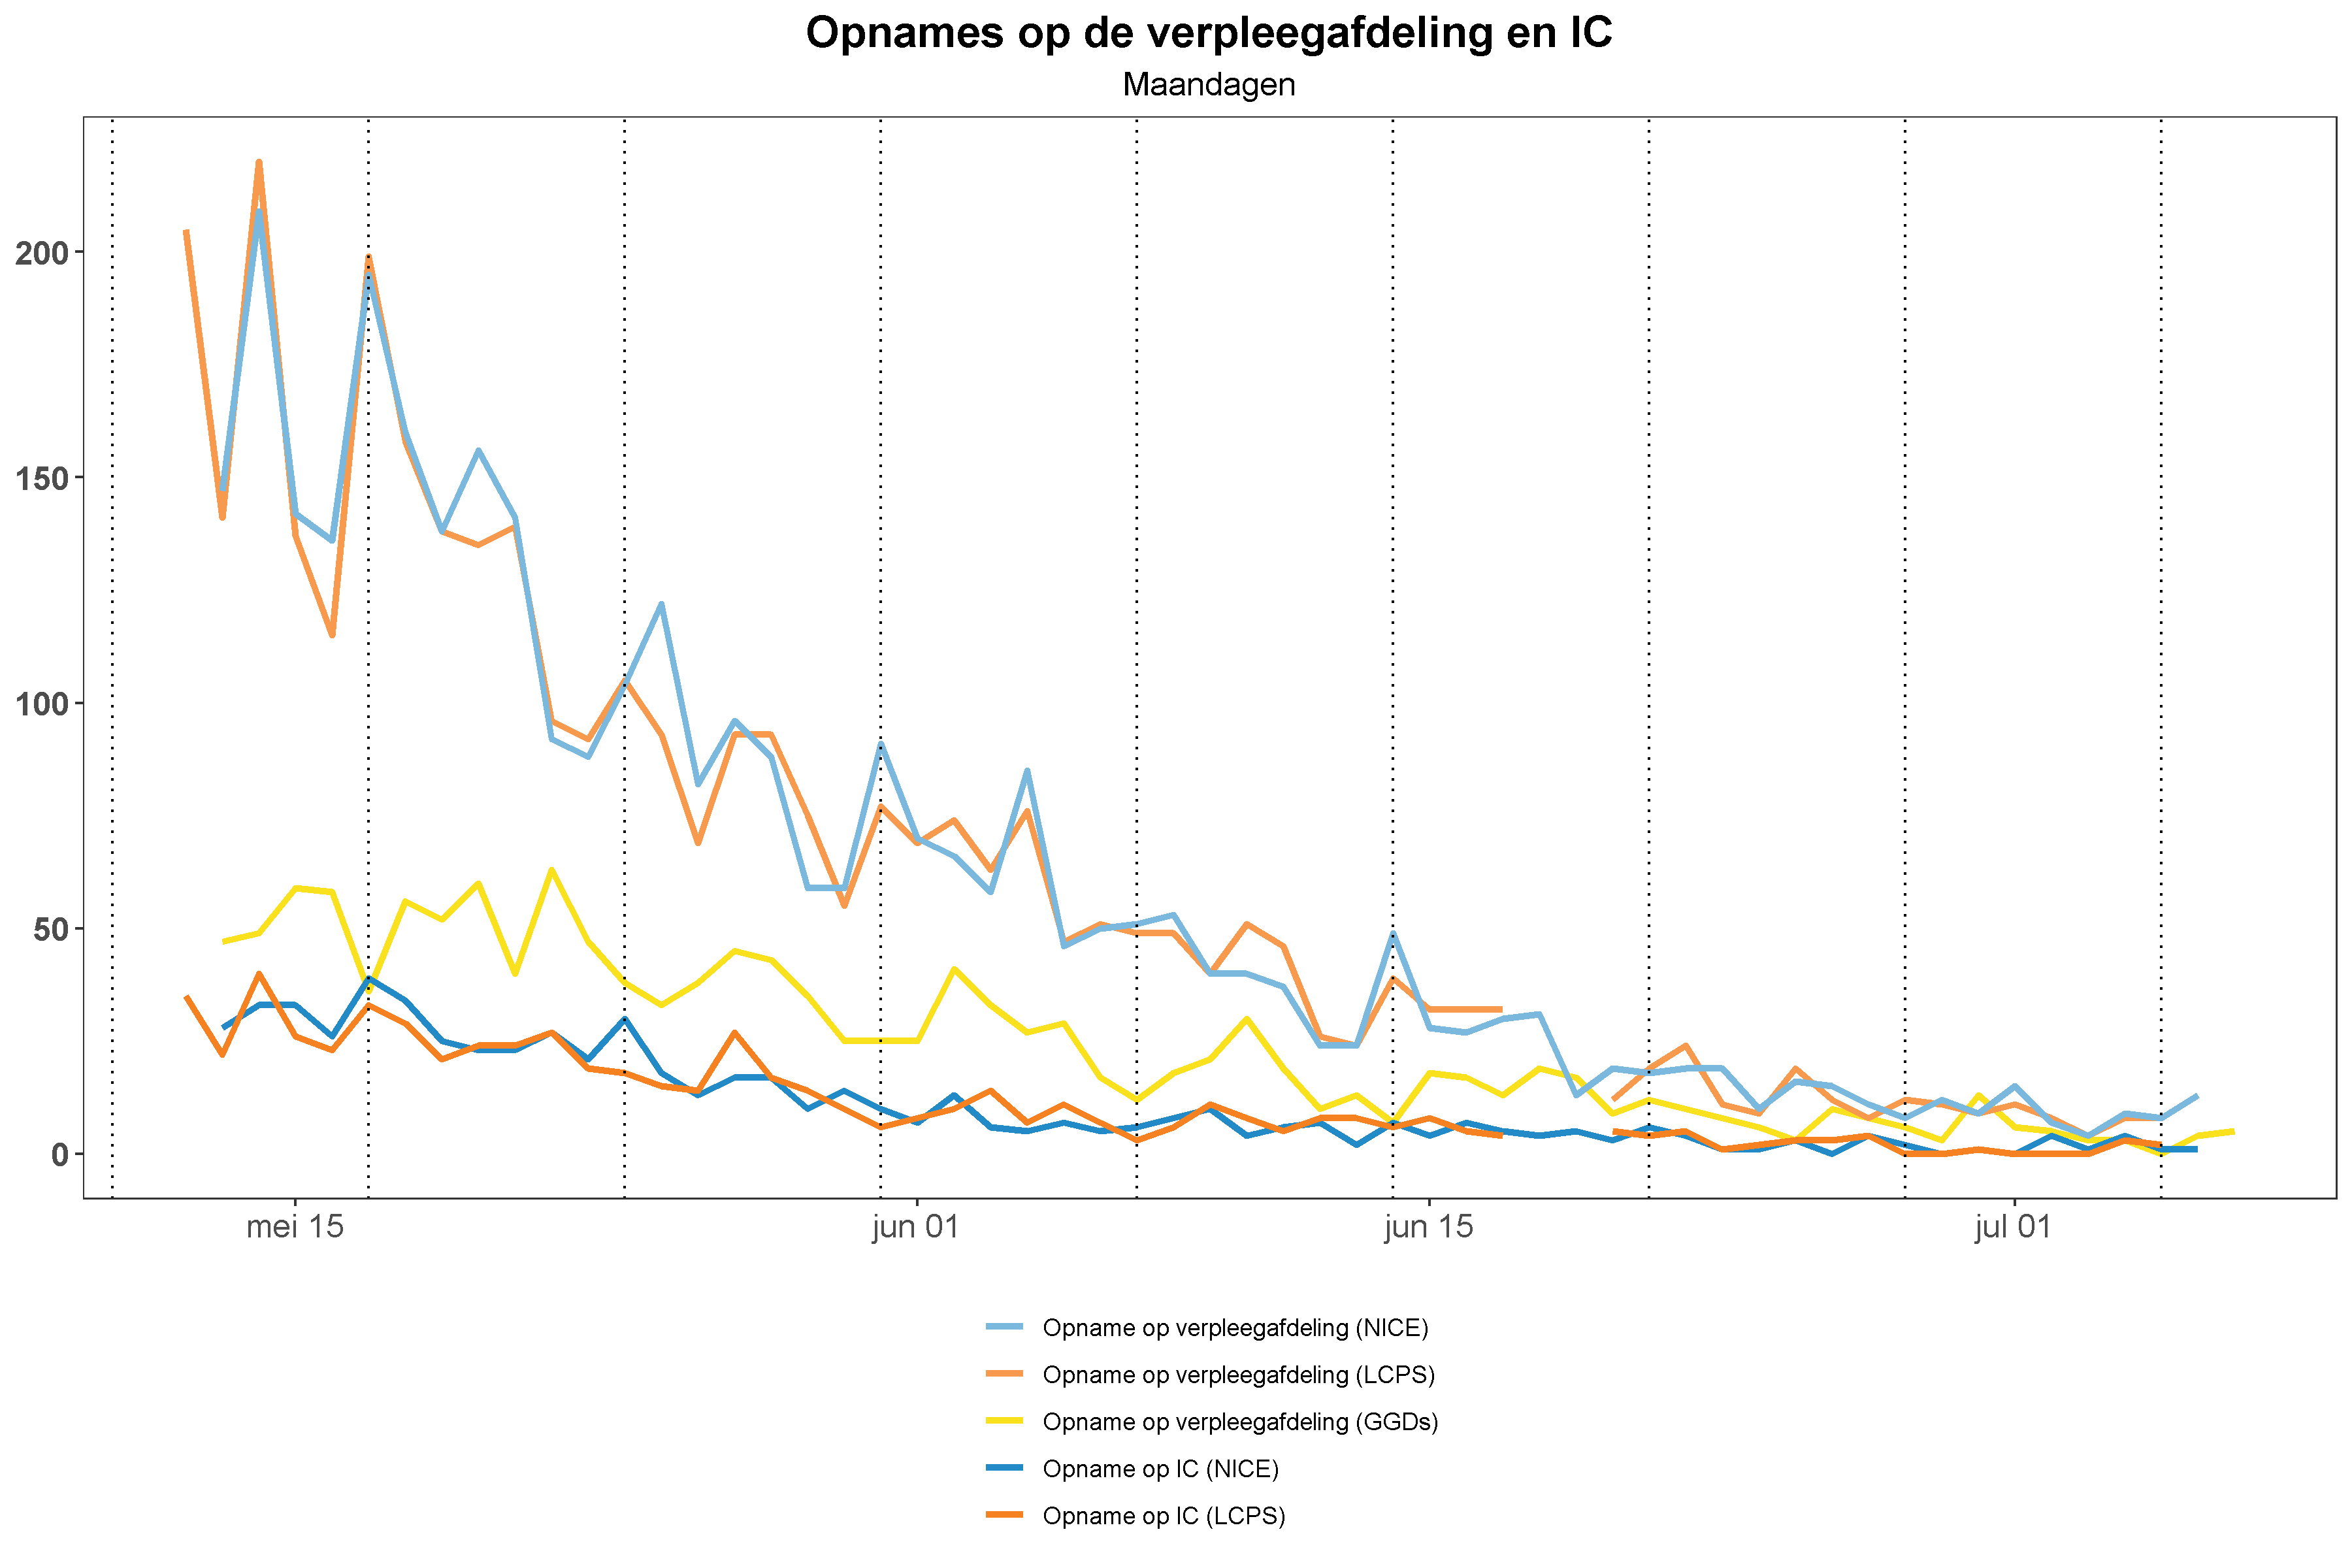 Opnames op de verpleegafdeling en IC
Maandagen
200
150
100
50
0
mei 15 jun 01 jun 15 jul 01
Opname op verpleegafdeling (NICE)
Opname op verpleegafdeling (LCPS)
Opname op verpleegafdeling (GGDs)
Opname op IC (NICE)
Opname op IC (LCPS)